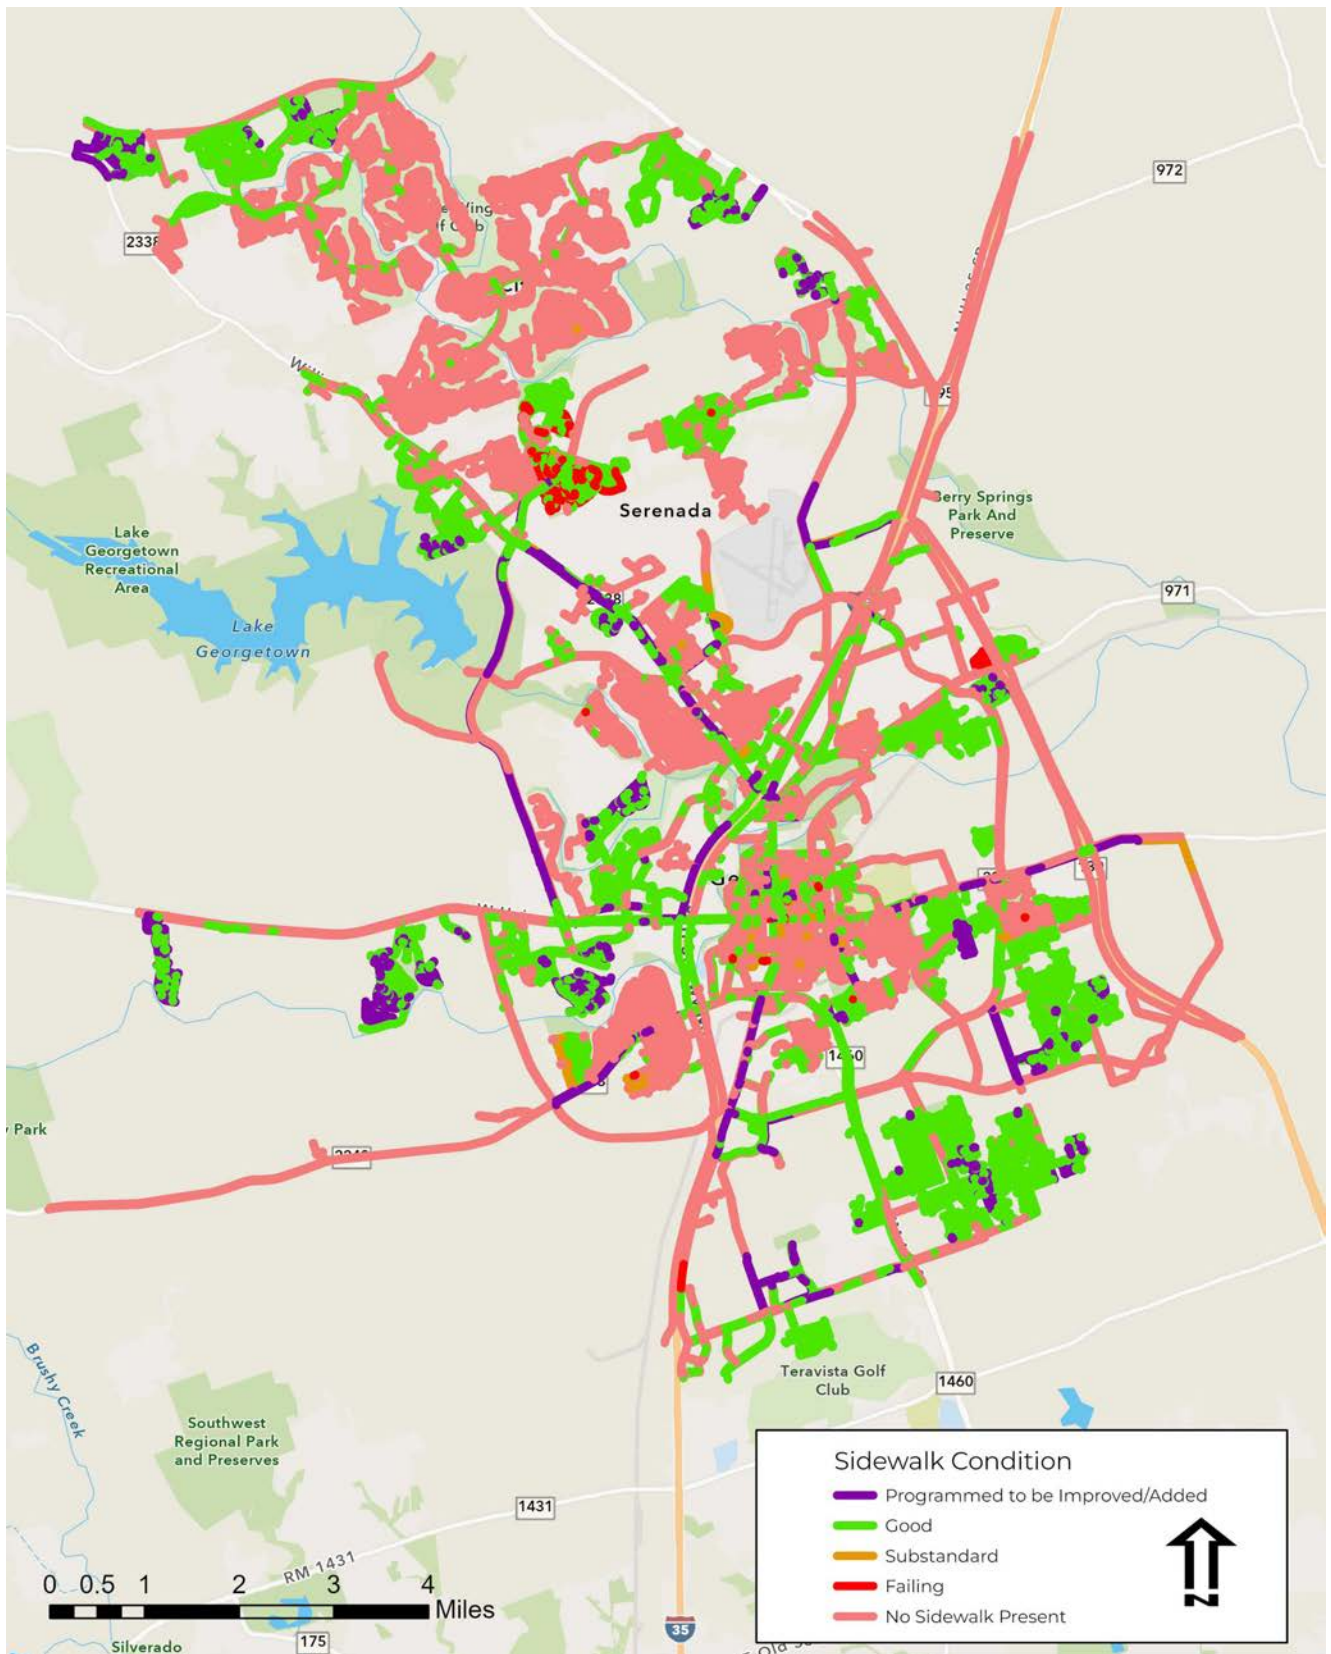 972
2338
Serenada
Berry Springs
Park And
Preserve
Lake
Georgetown
Recreational
Area
971
Lake
Georgetown
1460
Park
Teravista Golf
Club
1460
Brushy Creek
Southwest
Regional Park
and Preserves
1431
RM 1431
Sidewalk Condition
Programmed to be Improved/Added
Good
Substandard
Failing
No Sidewalk Present
N
0 0.5 1 2 3 4
Miles
Silverado
175
35